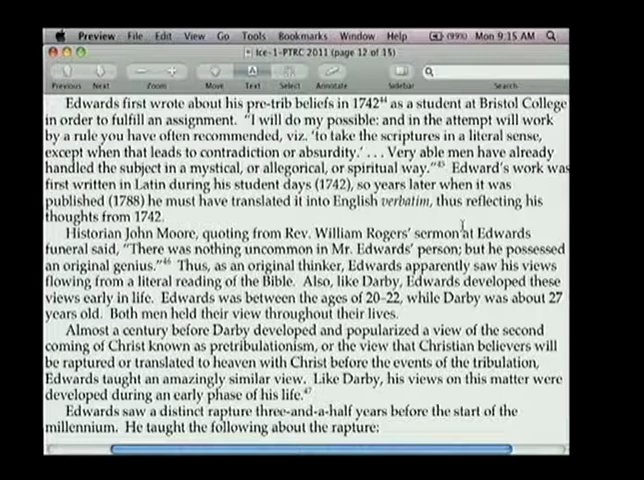 Preview File Edit View Go Tools Bookmarks Window Help (99%) Mon 9:15 AM
Ice-1-PTRC 2011 (page 12 of 15)
Previous Next Zoom Move Text Select Annotate Sidebar Search
Edwards first wrote about his pre-trib beliefs in 1742⁴⁴ as a student at Bristol College
in order to fulfill an assignment. "I will do my possible: and in the attempt will work
by a rule you have often recommended, viz. 'to take the scriptures in a literal sense,
except when that leads to contradiction or absurdity.' . . . Very able men have already
handled the subject in a mystical, or allegorical, or spiritual way."⁴⁵ Edward's work was
first written in Latin during his student days (1742), so years later when it was
published (1788) he must have translated it into English verbatim, thus reflecting his
thoughts from 1742.
Historian John Moore, quoting from Rev. William Rogers' sermon at Edwards
funeral said, "There was nothing uncommon in Mr. Edwards' person; but he possessed
an original genius."⁴⁶ Thus, as an original thinker, Edwards apparently saw his views
flowing from a literal reading of the Bible. Also, like Darby, Edwards developed these
views early in life. Edwards was between the ages of 20–22, while Darby was about 27
years old. Both men held their view throughout their lives.
Almost a century before Darby developed and popularized a view of the second
coming of Christ known as pretribulationism, or the view that Christian believers will
be raptured or translated to heaven with Christ before the events of the tribulation,
Edwards taught an amazingly similar view. Like Darby, his views on this matter were
developed during an early phase of his life.⁴⁷
Edwards saw a distinct rapture three-and-a-half years before the start of the
millennium. He taught the following about the rapture: